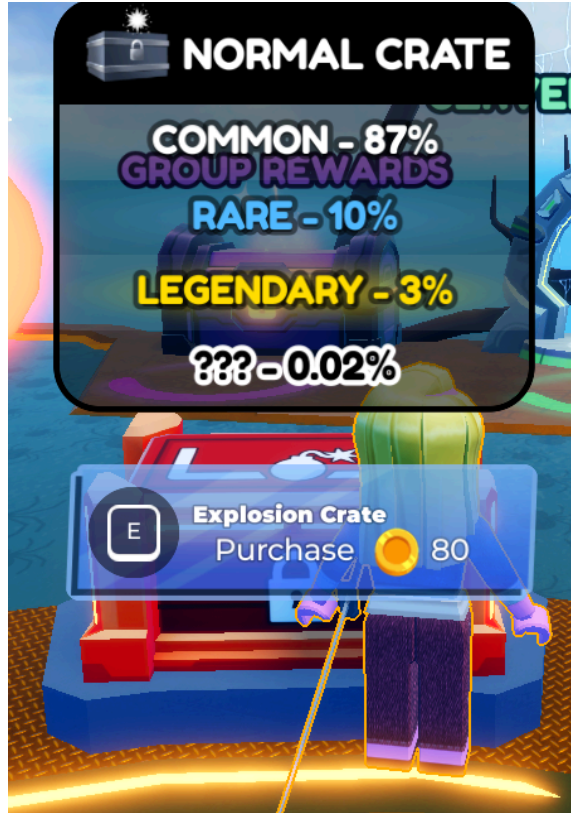 NORMAL CRATE
COMMON - 87%
GROUP REWARDS
RARE - 10%
LEGENDARY - 3%
??? - 0.02%
E
Explosion Crate
Purchase 80